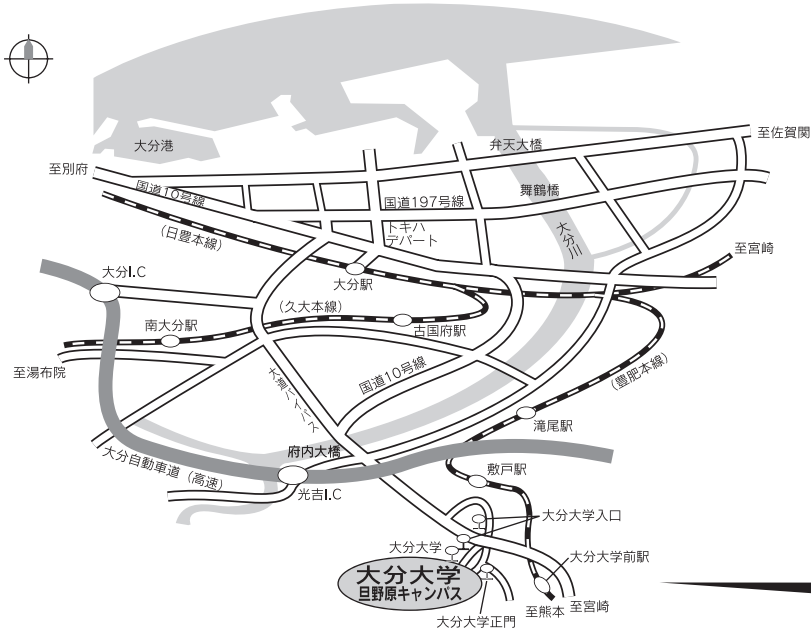 大分港
弁天大橋
至佐賀関
至別府
国道10号線
国道197号線
舞鶴橋
トキハ
デパート
大分川
(日豊本線)
至宮崎
大分I.C
大分駅
(久大本線)
南大分駅
古国府駅
至湯布院
大道バイパス
国道10号線
(豊肥本線)
滝尾駅
府内大橋
大分自動車道(高速)
敷戸駅
光吉I.C
大分大学入口
大分大学
大分大学前駅
大分大学
旦野原キャンパス
至熊本
至宮崎
大分大学正門